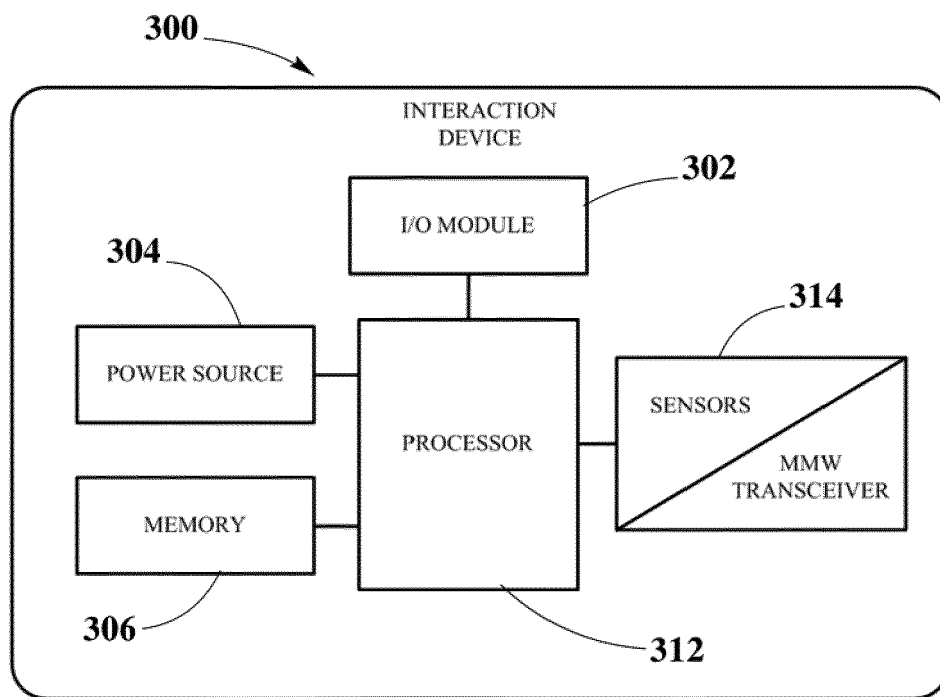 300
INTERACTION
DEVICE
302
I/O MODULE
304
314
POWER SOURCE
SENSORS
PROCESSOR
MMW
TRANSCEIVER
MEMORY
306
312